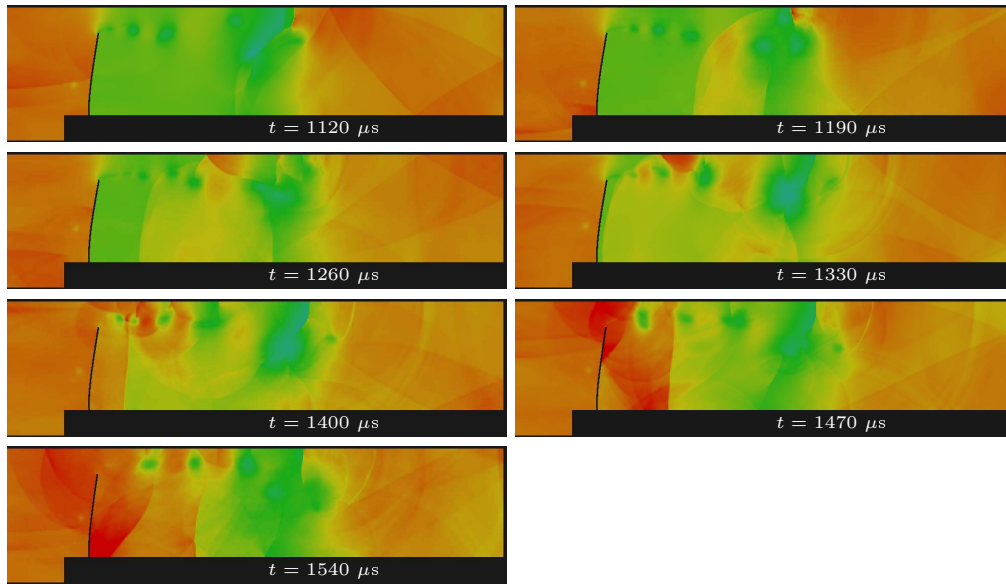 t = 1120 μs
t = 1190 μs
t = 1260 μs
t = 1330 μs
t = 1400 μs
t = 1470 μs
t = 1540 μs